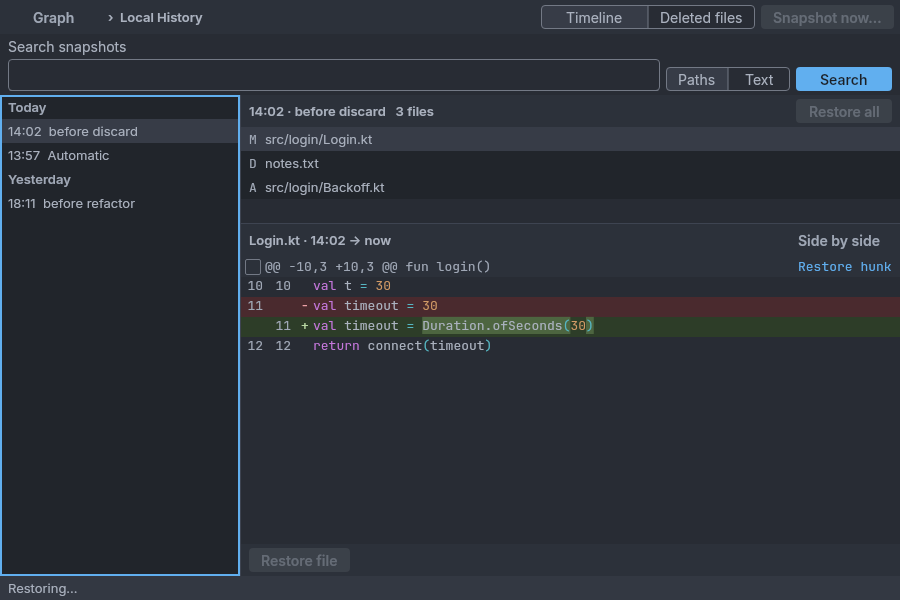 Graph › Local History Timeline Deleted files Snapshot now...
Search snapshots
Paths Text Search
Today
14:02 before discard
13:57 Automatic
Yesterday
18:11 before refactor
14:02 · before discard 3 files Restore all
M src/login/Login.kt
D notes.txt
A src/login/Backoff.kt
Login.kt · 14:02 → now Side by side
@@ -10,3 +10,3 @@ fun login() Restore hunk
10 10 val t = 30
11 - val timeout = 30
11 + val timeout = Duration.ofSeconds(30)
12 12 return connect(timeout)
Restore file
Restoring...